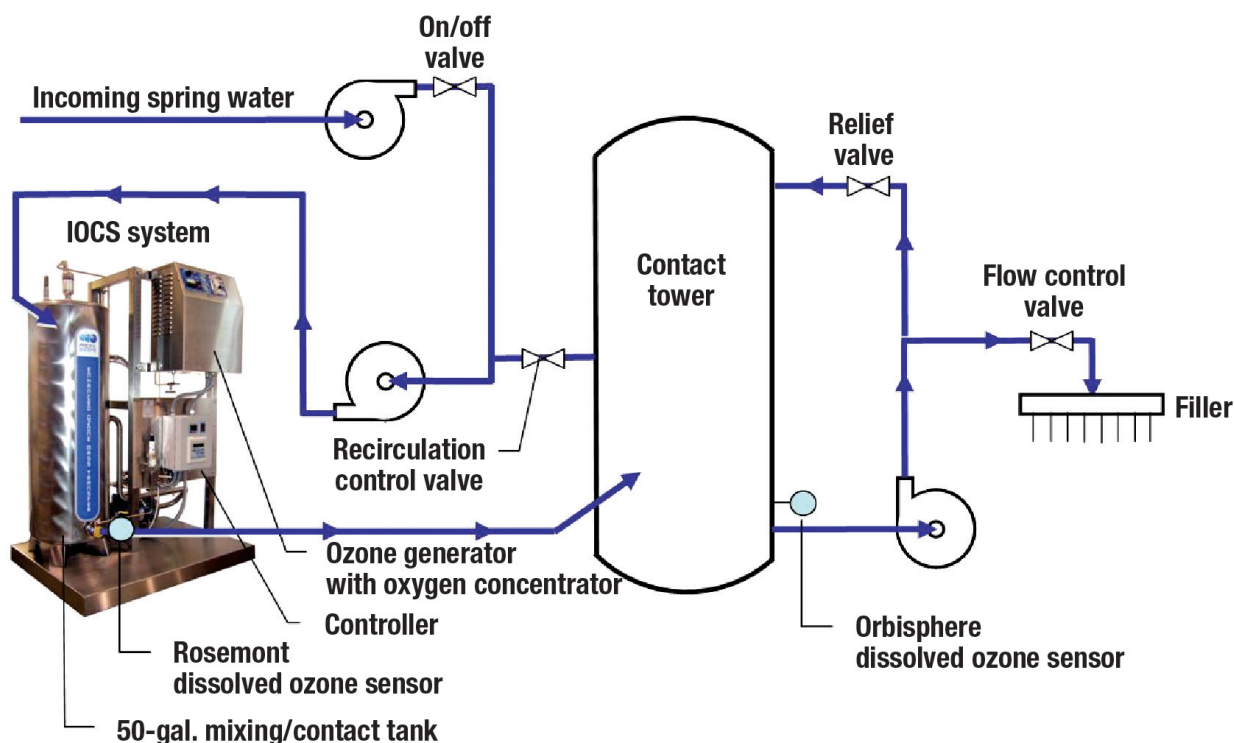 On/off
valve
Incoming spring water
Relief
valve
IOCS system
Contact
tower
Flow control
valve
Filler
Recirculation
control valve
Ozone generator
with oxygen concentrator
Controller
Orbisphere
dissolved ozone sensor
Rosemont
dissolved ozone sensor
50-gal. mixing/contact tank